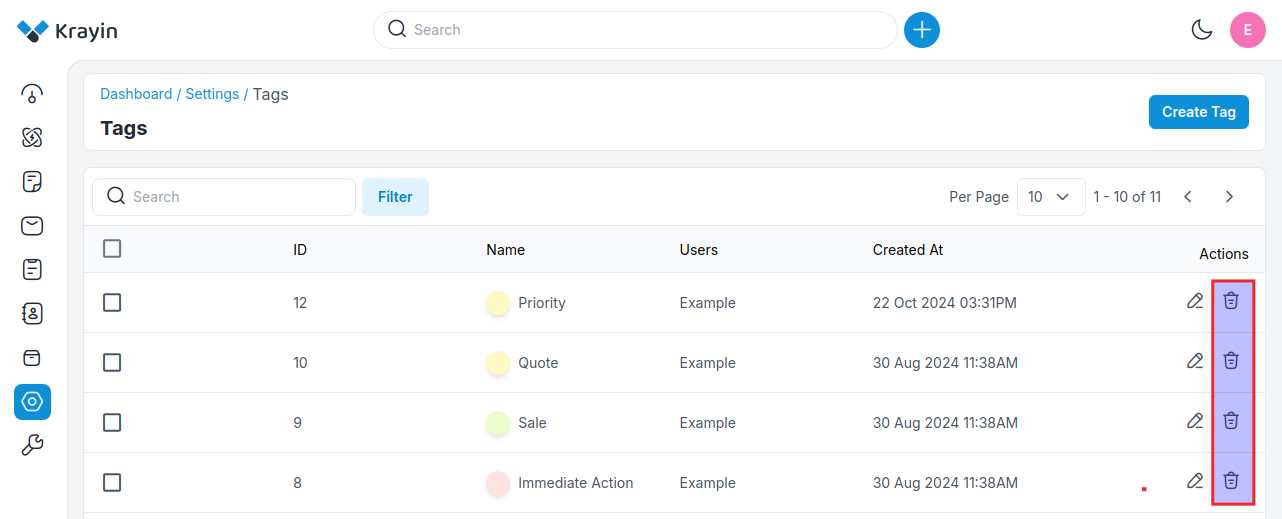 Krayin
Search
E
Dashboard / Settings / Tags
Tags
Create Tag
Search
Filter
Per Page
10
1 - 10 of 11
ID Name Users Created At Actions
12 Priority Example 22 Oct 2024 03:31PM
10 Quote Example 30 Aug 2024 11:38AM
9 Sale Example 30 Aug 2024 11:38AM
8 Immediate Action Example 30 Aug 2024 11:38AM